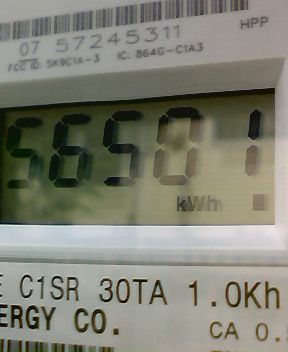 07 57245311 HPP
FCC ID: SK9C1A-3 IC: 864G-C1A3
56501
kWh
E C1SR 30TA 1.0Kh
ERGY CO.
CA 0.